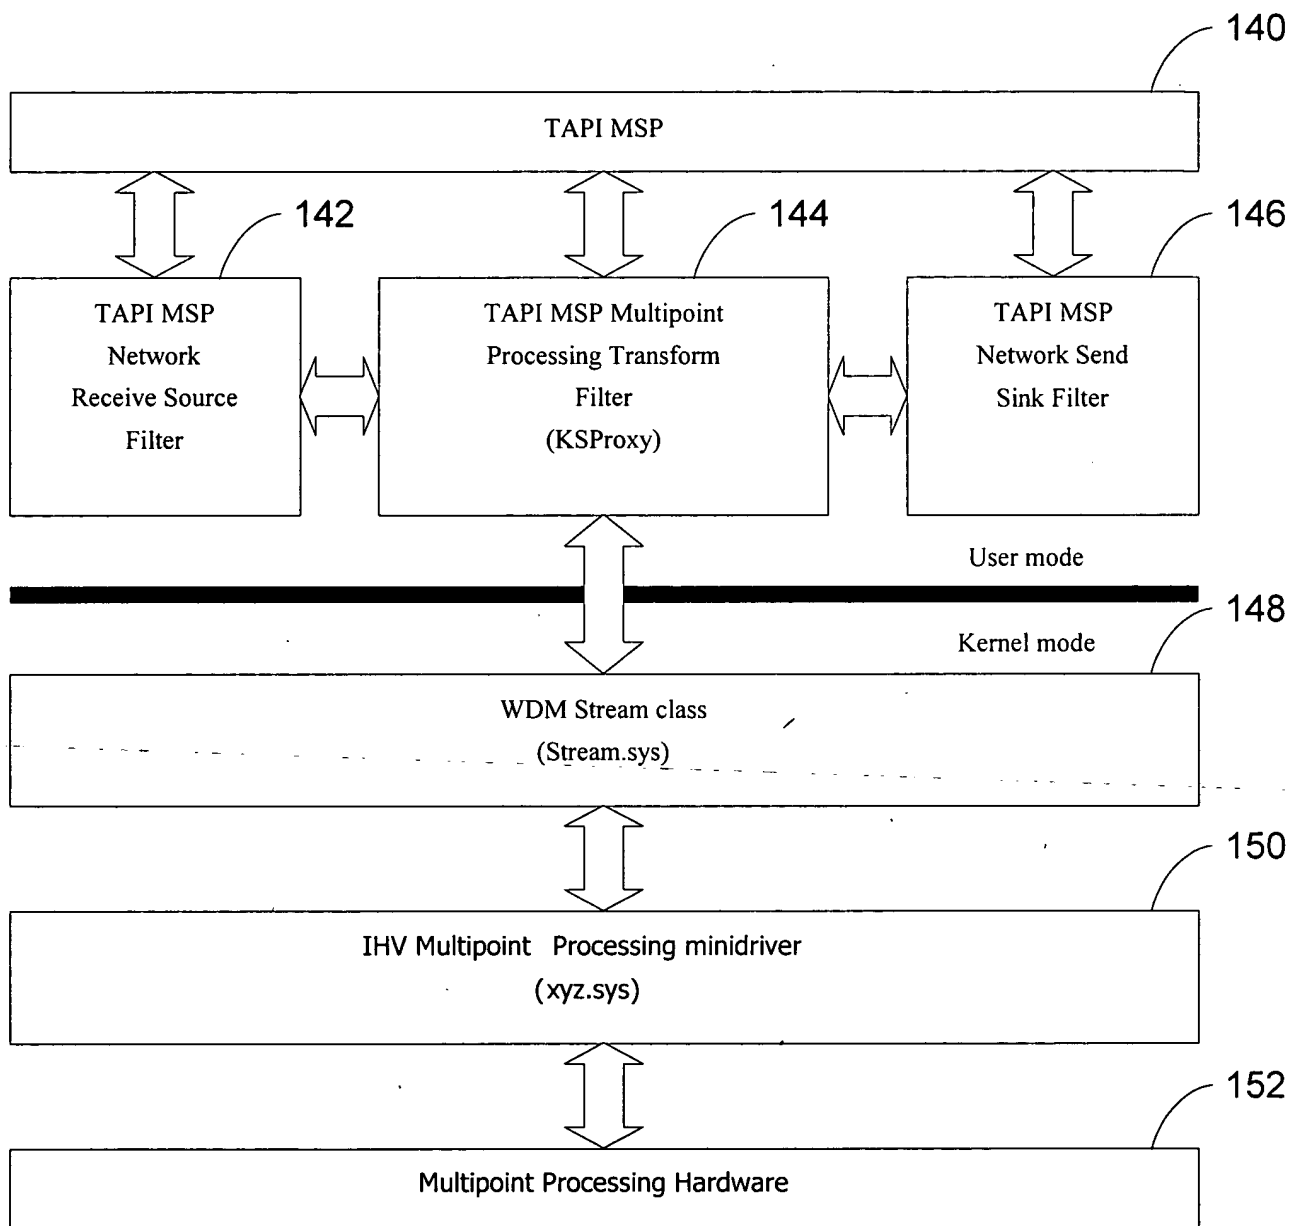 140
TAPI MSP
142
144
146
TAPI MSP
Network
Receive Source
Filter
TAPI MSP Multipoint
Processing Transform
Filter
(KSProxy)
TAPI MSP
Network Send
Sink Filter
User mode
148
Kernel mode
WDM Stream class
(Stream.sys)
150
IHV Multipoint Processing minidriver
(xyz.sys)
152
Multipoint Processing Hardware